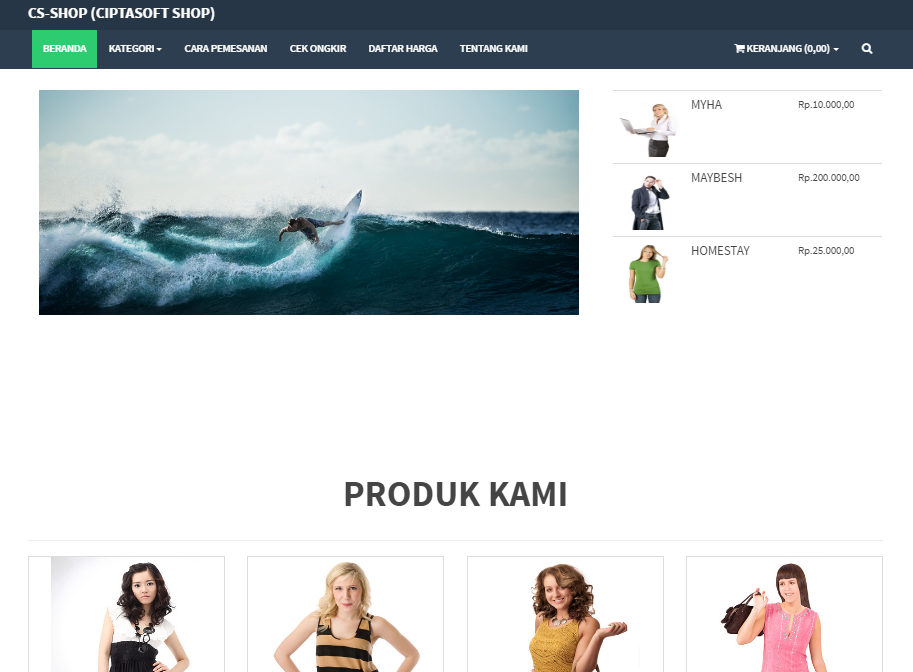 CS-SHOP (CIPTASOFT SHOP)
BERANDA KATEGORI CARA PEMESANAN CEK ONGKIR DAFTAR HARGA TENTANG KAMI KERANJANG (0,00)
MYHA Rp.10.000,00
MAYBESH Rp.200.000,00
HOMESTAY Rp.25.000,00
PRODUK KAMI